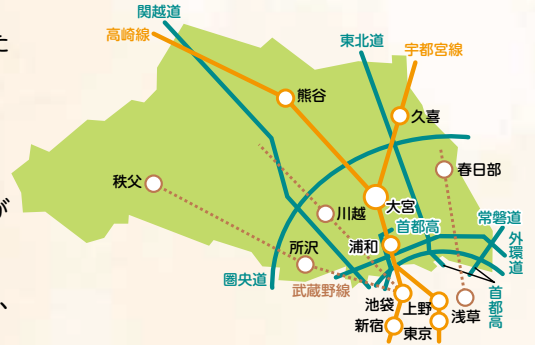 関越道
高崎線
東北道
宇都宮線
た
熊谷
久喜
春日部
秩父
大宮
が
川越
首都高
常磐道
浦和
外環道
所沢
圏央道
武蔵野線
首都高
、
池袋
上野
浅草
新宿
東京